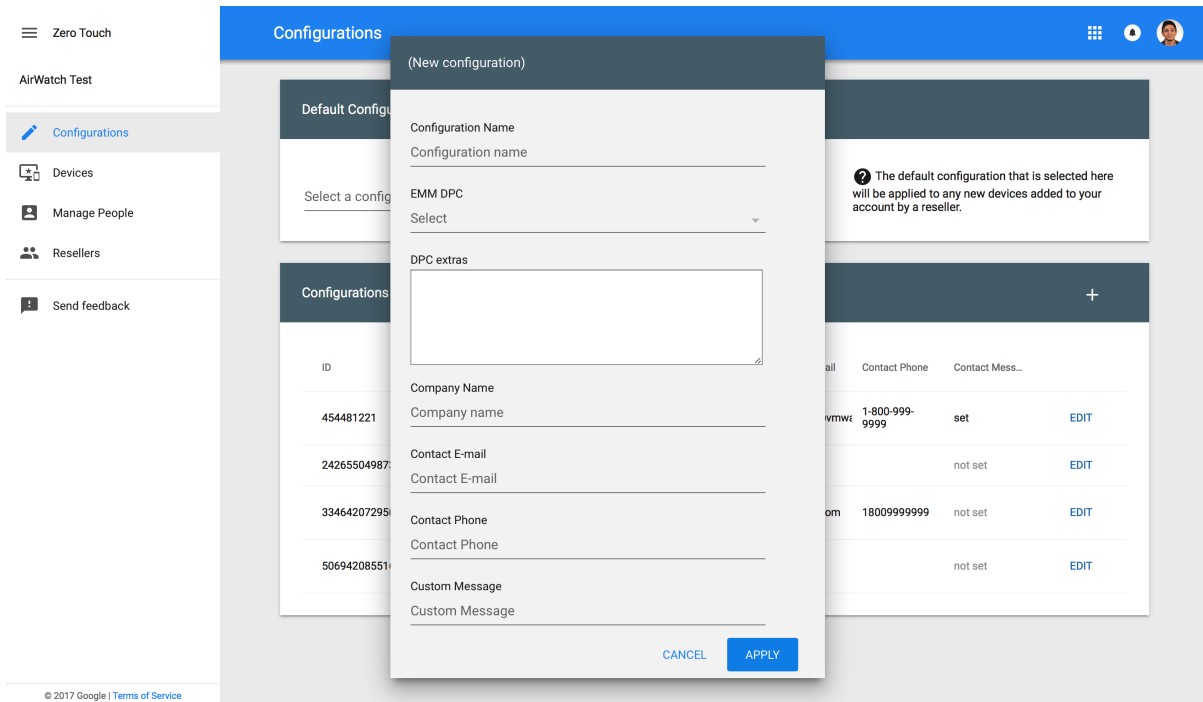 Zero Touch
AirWatch Test
Configurations
Devices
Manage People
Resellers
Send feedback
© 2017 Google | Terms of Service
Configurations
Default Configu
Select a config
The default configuration that is selected here
will be applied to any new devices added to your
account by a reseller.
Configurations
ID
ail
Contact Phone
Contact Mess...
454481221
vmwa
1-800-999-
9999
set
EDIT
24265504987
not set
EDIT
33464207295
om
18009999999
not set
EDIT
5069420855
not set
EDIT
(New configuration)
Configuration Name
Configuration name
EMM DPC
Select
DPC extras
Company Name
Company name
Contact E-mail
Contact E-mail
Contact Phone
Contact Phone
Custom Message
Custom Message
CANCEL
APPLY